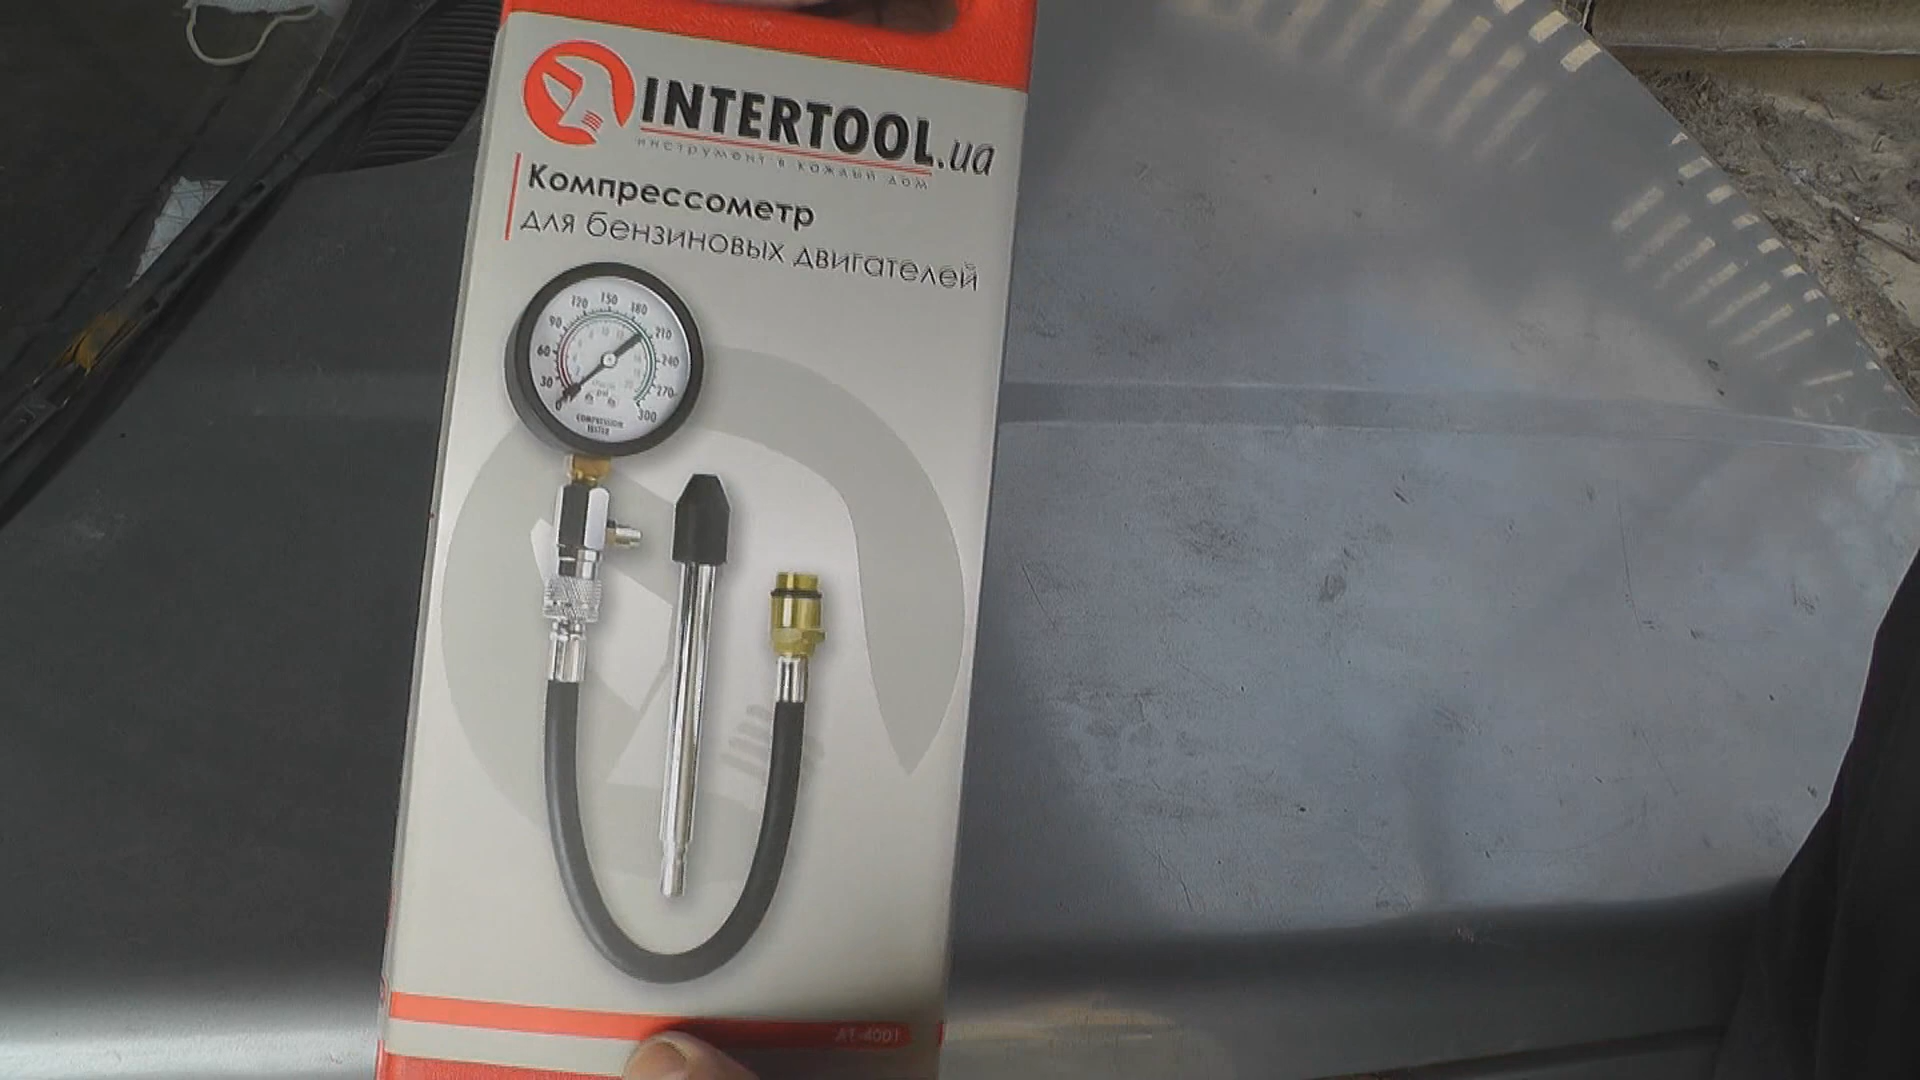 INTERTOOL.ua
инструмент в каждый дом
Компрессометр
для бензиновых двигателей
120 150 180
90 210
60 240
30 270
0 300
psi
COMPRESSION
TESTER
AT-4001